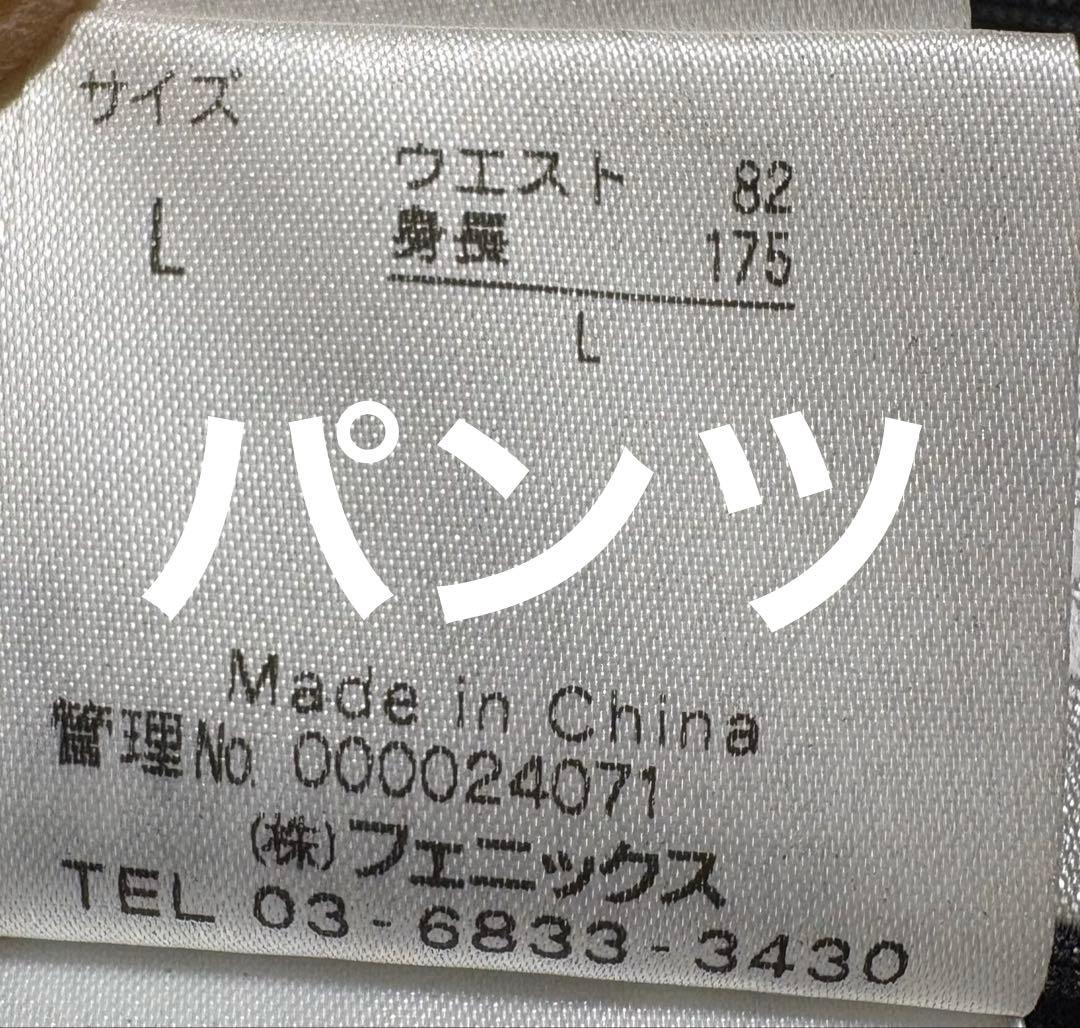 サイズ
L
ウエスト 82
身長 175
L
パンツ
Made in China
管理No. 000024071
(株)フェニックス
TEL 03-6833-3430